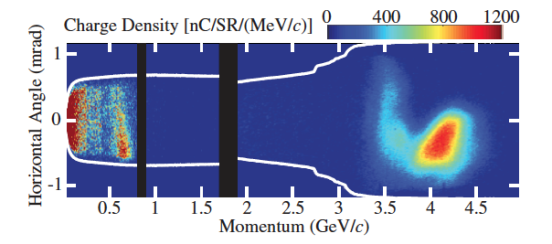 Charge Density [nC/SR/(MeV/c)] 0 400 800 1200
Horizontal Angle (mrad)
1
0
-1
0.5 1 1.5 2 2.5 3 3.5 4 4.5
Momentum (GeV/c)